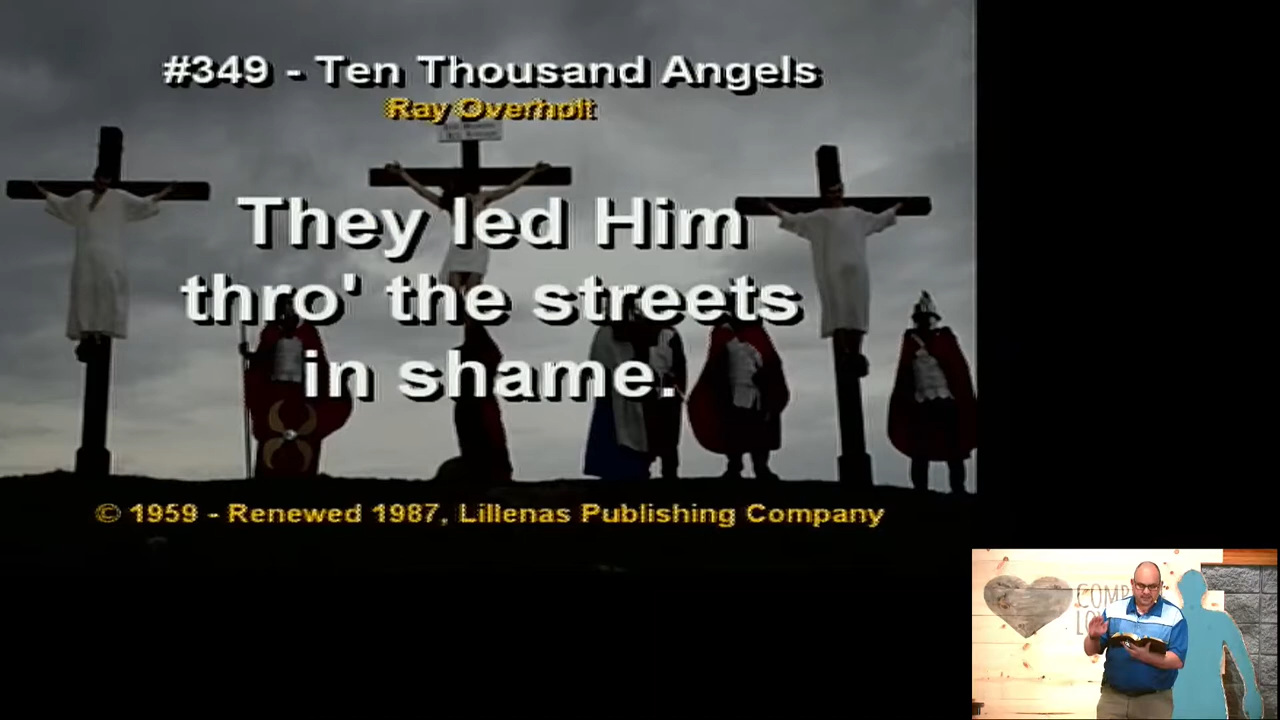 #349 - Ten Thousand Angels
Ray Overholt
They led Him
thro' the streets
in shame.
© 1959 - Renewed 1987, Lillenas Publishing Company